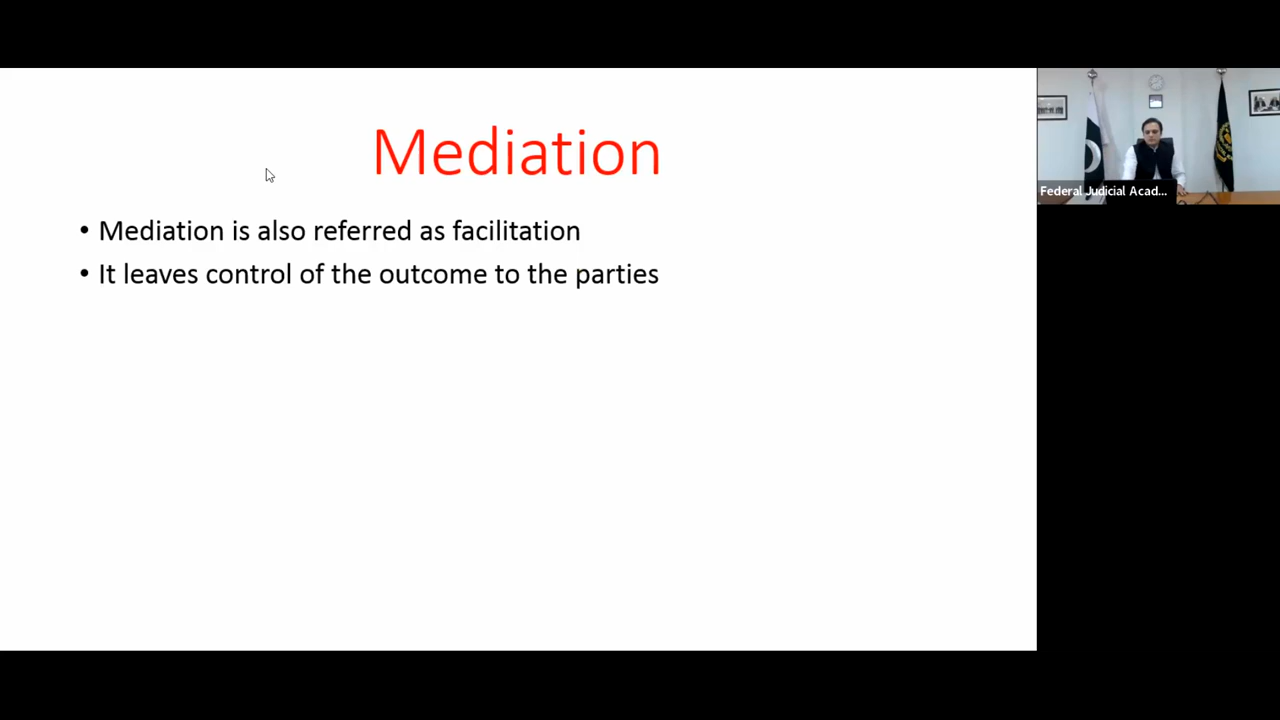 Mediation
• Mediation is also referred as facilitation
• It leaves control of the outcome to the parties
Federal Judicial Acad...